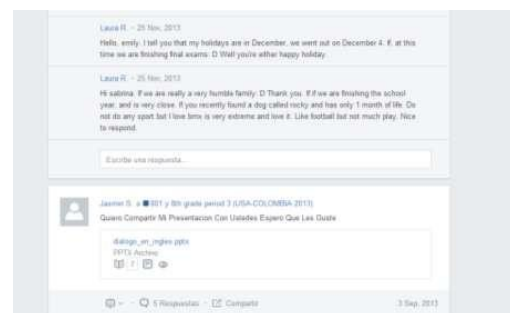 Laura R. - 25 Nov, 2013
Hello, emily. I tell you that my holidays are in December, we went out on December 4. If, at this
time we are finishing final exams: D Well you're either happy holiday.
Laura R. - 25 Nov, 2013
Hi sabrina. If we are really a very humble family: D Thank you. If.If we are finishing the school
year, and is very close. If you recently found a dog called rocky and has only 1 month of life. Do
not do any sport but I love bmx is very extreme and love it. Like football but not much play. Nice
to respond.
Escribe una respuesta...
S. a 801 y 8th grade period 3 (USA-COLOMBIA 2013)
Quiero Compartir Mi Presentacion Con Ustedes Espero Que Les Guste
dialogo_en_ingles.pptx
PPTX Archivo
5 Respuestas · Compartir
3 Sep, 2013